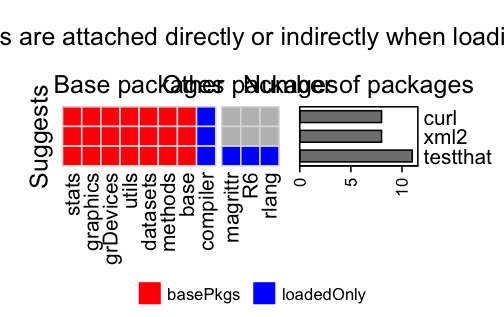 s are attached directly or indirectly when loadi
Base packages Other packages Number of packages
Suggests
curl
xml2
testthat
stats
graphics
grDevices
utils
datasets
methods
base
compiler
magrittr
R6
rlang
0 5 10
basePkgs loadedOnly